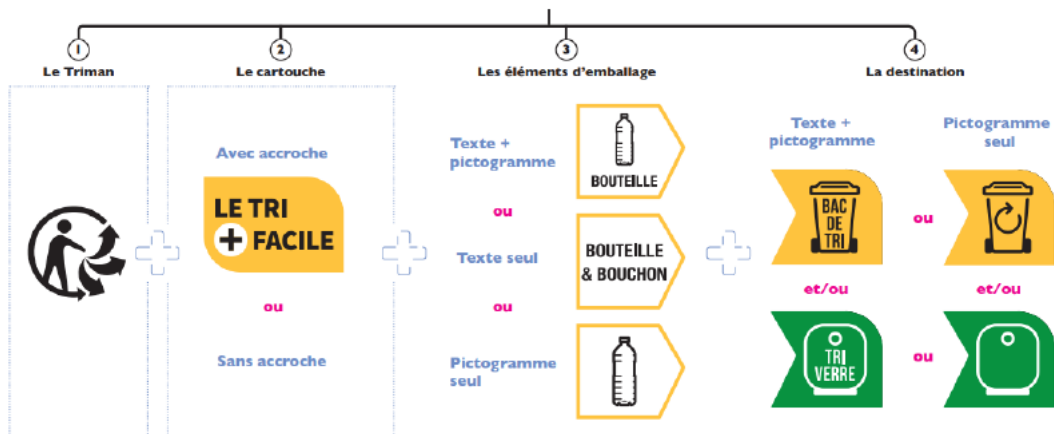 1
Le Triman
2
Le cartouche
3
Les éléments d'emballage
4
La destination
Avec accroche
LE TRI
+ FACILE
ou
Sans accroche
Texte +
pictogramme
BOUTEILLE
ou
Texte seul
BOUTEILLE
& BOUCHON
ou
Pictogramme
seul
Texte +
pictogramme
Pictogramme
seul
BAC
DE
TRI
ou
et/ou
et/ou
TRI
VERRE
ou